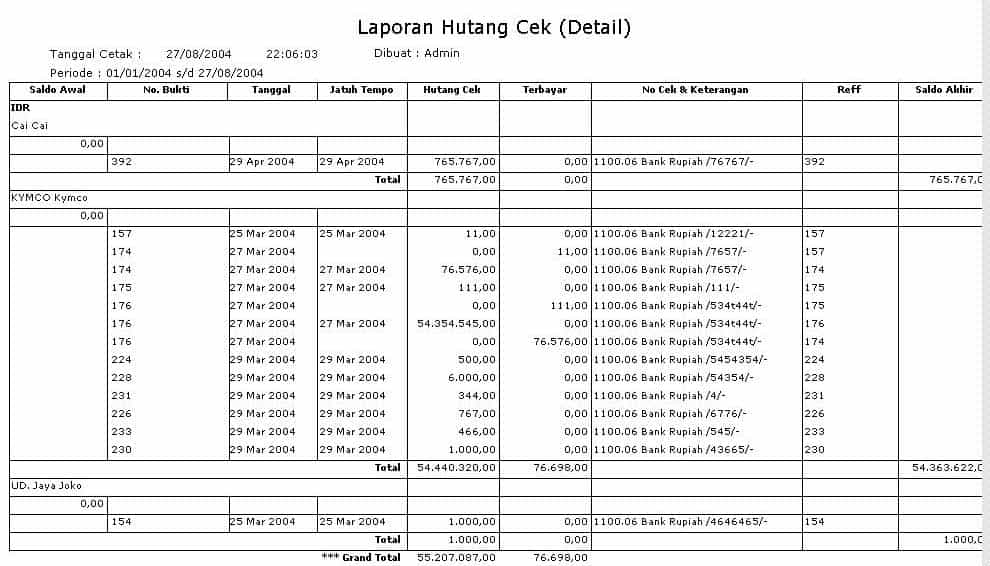 Laporan Hutang Cek (Detail)
Tanggal Cetak : 27/08/2004 22:06:03 Dibuat : Admin
Periode : 01/01/2004 s/d 27/08/2004
Saldo Awal No. Bukti Tanggal Jatuh Tempo Hutang Cek Terbayar No Cek & Keterangan Reff Saldo Akhir
IDR
Cai Cai
0,00
392 29 Apr 2004 29 Apr 2004 765.767,00 0,00 1100.06 Bank Rupiah /76767/- 392
Total 765.767,00 0,00 765.767,0
KYMCO Kymco
0,00
157 25 Mar 2004 25 Mar 2004 11,00 0,00 1100.06 Bank Rupiah /12221/- 157
174 27 Mar 2004 0,00 11,00 1100.06 Bank Rupiah /7657/- 157
174 27 Mar 2004 27 Mar 2004 76.576,00 0,00 1100.06 Bank Rupiah /7657/- 174
175 27 Mar 2004 27 Mar 2004 111,00 0,00 1100.06 Bank Rupiah /111/- 175
176 27 Mar 2004 0,00 111,00 1100.06 Bank Rupiah /534t44t/- 175
176 27 Mar 2004 27 Mar 2004 54.354.545,00 0,00 1100.06 Bank Rupiah /534t44t/- 176
176 27 Mar 2004 0,00 76.576,00 1100.06 Bank Rupiah /534t44t/- 174
224 29 Mar 2004 29 Mar 2004 500,00 0,00 1100.06 Bank Rupiah /5454354/- 224
228 29 Mar 2004 29 Mar 2004 6.000,00 0,00 1100.06 Bank Rupiah /54354/- 228
231 29 Mar 2004 29 Mar 2004 344,00 0,00 1100.06 Bank Rupiah /4/- 231
226 29 Mar 2004 29 Mar 2004 767,00 0,00 1100.06 Bank Rupiah /6776/- 226
233 29 Mar 2004 29 Mar 2004 466,00 0,00 1100.06 Bank Rupiah /545/- 233
230 29 Mar 2004 29 Mar 2004 1.000,00 0,00 1100.06 Bank Rupiah /43665/- 230
Total 54.440.320,00 76.698,00 54.363.622,0
UD. Jaya Joko
0,00
154 25 Mar 2004 25 Mar 2004 1.000,00 0,00 1100.06 Bank Rupiah /4646465/- 154
Total 1.000,00 0,00 1.000,0
*** Grand Total 55.207.087,00 76.698,00